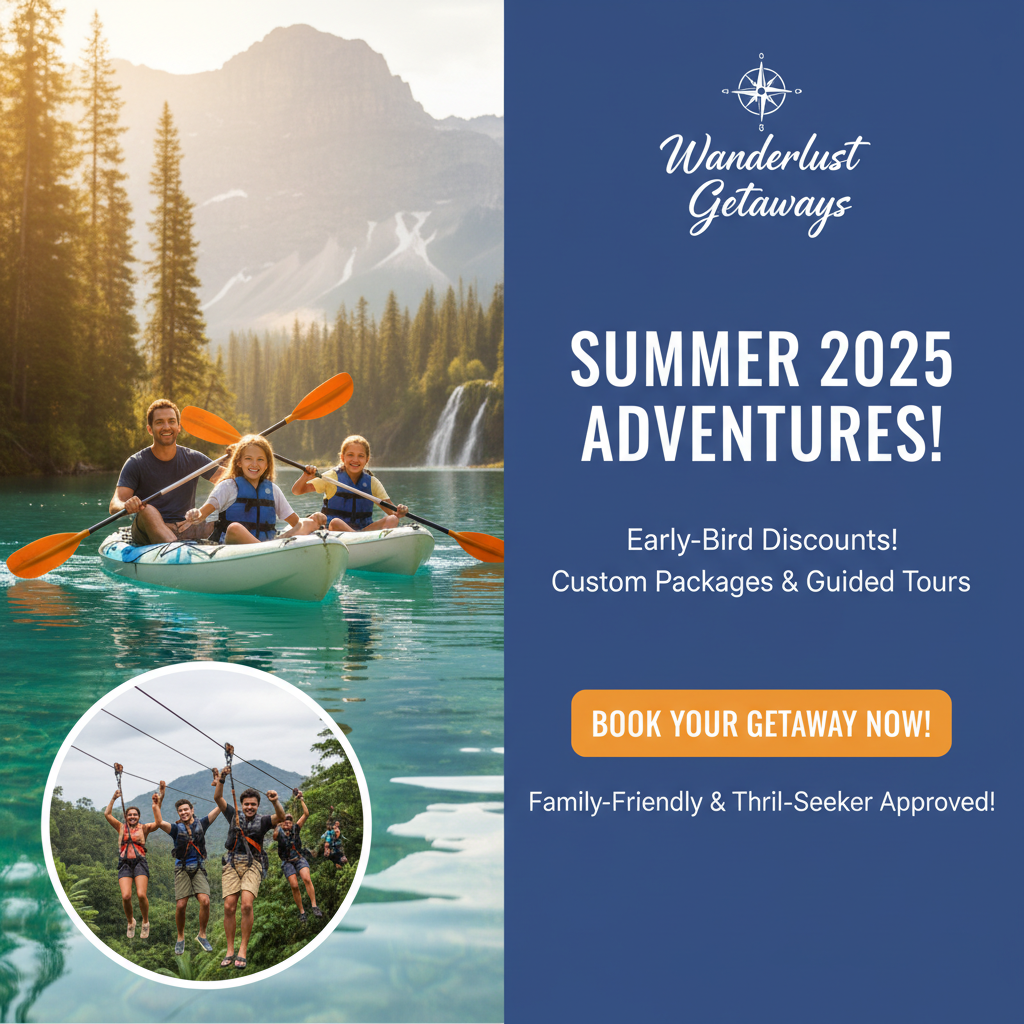 Wanderlust
Getaways
SUMMER 2025
ADVENTURES!
Early-Bird Discounts!
Custom Packages & Guided Tours
BOOK YOUR GETAWAY NOW!
Family-Friendly & Thril-Seeker Approved!